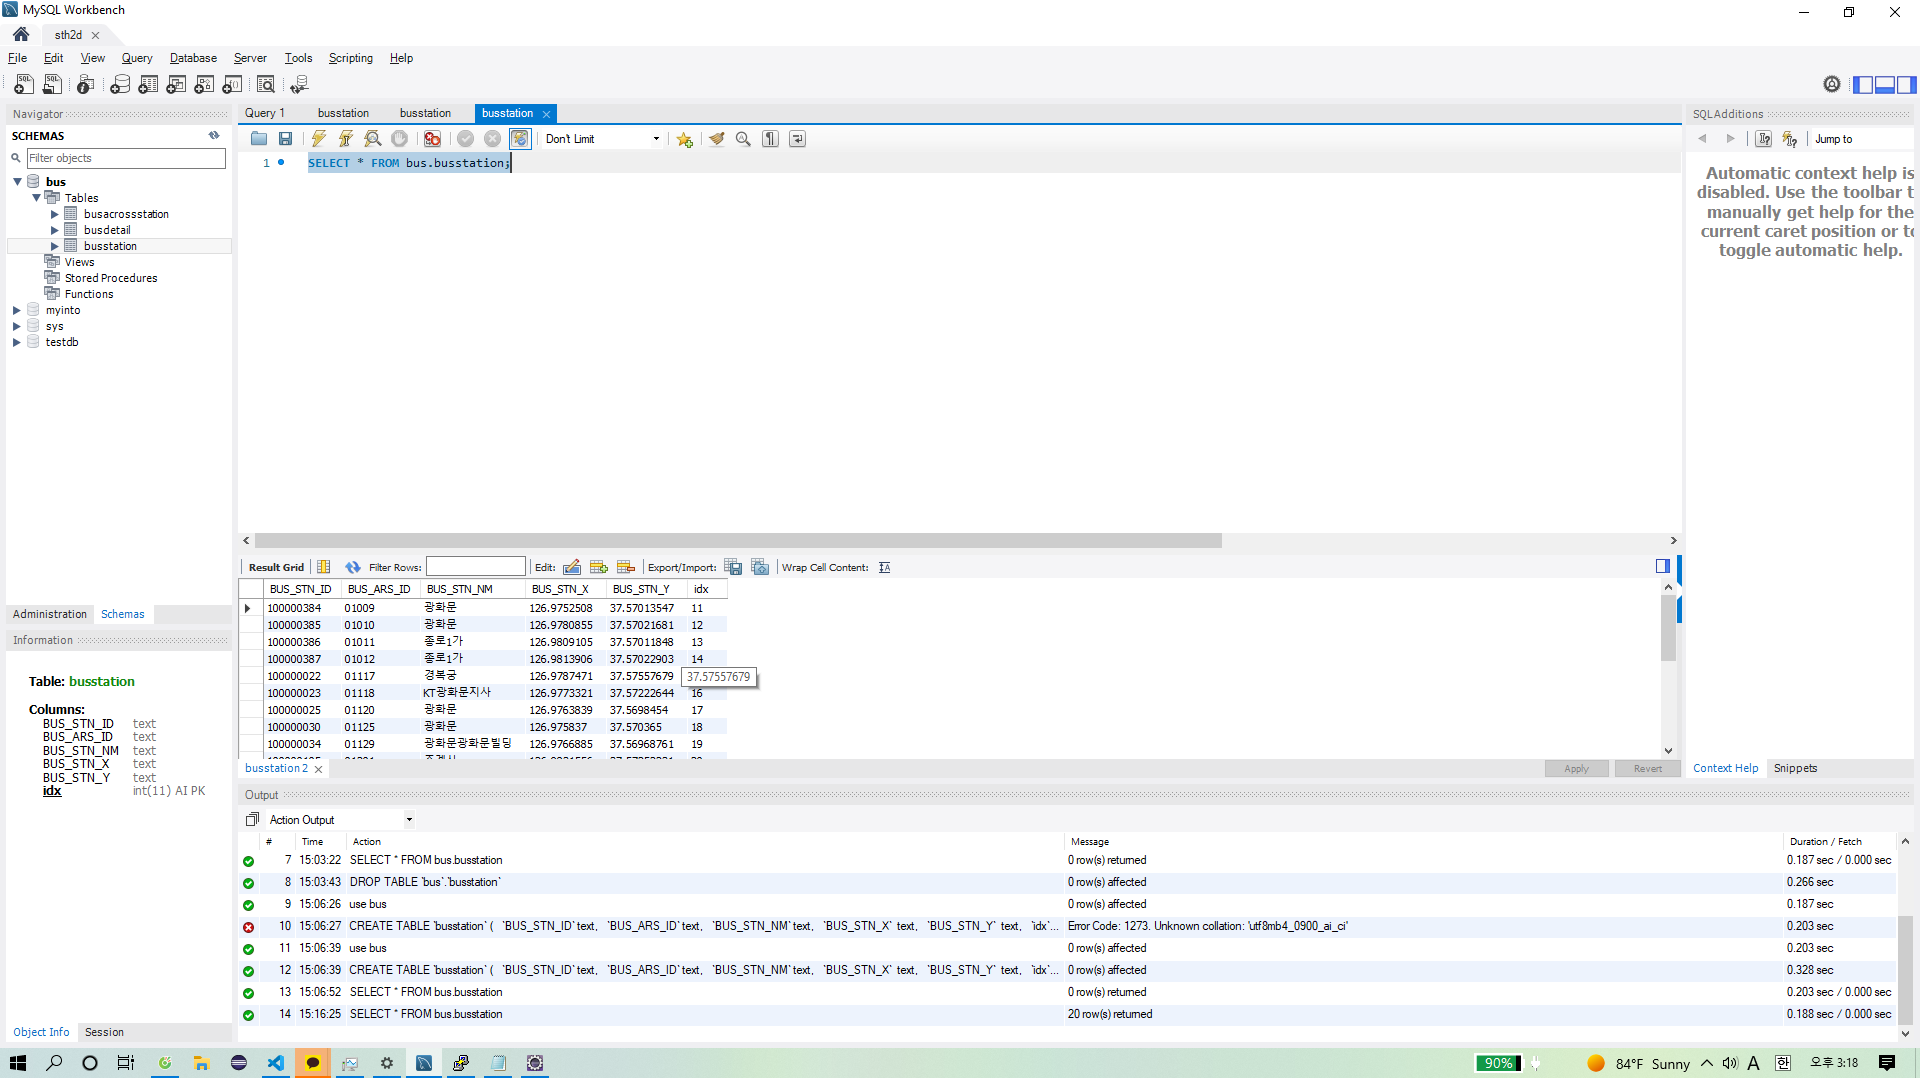 MySQL Workbench
sth2d
File Edit View Query Database Server Tools Scripting Help
Navigator
SCHEMAS
Filter objects
bus
Tables
busacrossstation
busdetail
busstation
Views
Stored Procedures
Functions
myinto
sys
testdb
Administration Schemas
Information
Table: busstation
Columns:
BUS_STN_ID text
BUS_ARS_ID text
BUS_STN_NM text
BUS_STN_X text
BUS_STN_Y text
idx int(11) AI PK
Object Info Session
Query 1 busstation busstation busstation
Don't Limit
1 SELECT * FROM bus.busstation;
Result Grid Filter Rows: Edit: Export/Import: Wrap Cell Content:
BUS_STN_ID BUS_ARS_ID BUS_STN_NM BUS_STN_X BUS_STN_Y idx
100000384 01009 광화문 126.9752508 37.57013547 11
100000385 01010 광화문 126.9780855 37.57021681 12
100000386 01011 종로1가 126.9809105 37.57011848 13
100000387 01012 종로1가 126.9813906 37.57022903 14
100000022 01117 경복궁 126.9787471 37.57557679
37.57557679
100000023 01118 KT광화문지사 126.9773321 37.57222644 16
100000025 01120 광화문 126.9763839 37.5698454 17
100000030 01125 광화문 126.975837 37.570365 18
100000034 01129 광화문광화문빌딩 126.9766885 37.56968761 19
busstation 2
Apply Revert
SQLAdditions
Jump to
Automatic context help is
disabled. Use the toolbar t
manually get help for the
current caret position or to
toggle automatic help.
Context Help Snippets
Output
Action Output
# Time Action Message Duration / Fetch
7 15:03:22 SELECT * FROM bus.busstation 0 row(s) returned 0.187 sec / 0.000 sec
8 15:03:43 DROP TABLE `bus`.`busstation` 0 row(s) affected 0.266 sec
9 15:06:26 use bus 0 row(s) affected 0.187 sec
10 15:06:27 CREATE TABLE `busstation` ( `BUS_STN_ID` text, `BUS_ARS_ID` text, `BUS_STN_NM` text, `BUS_STN_X` text, `BUS_STN_Y` text, `idx`... Error Code: 1273. Unknown collation: 'utf8mb4_0900_ai_ci' 0.203 sec
11 15:06:39 use bus 0 row(s) affected 0.203 sec
12 15:06:39 CREATE TABLE `busstation` ( `BUS_STN_ID` text, `BUS_ARS_ID` text, `BUS_STN_NM` text, `BUS_STN_X` text, `BUS_STN_Y` text, `idx`... 0 row(s) affected 0.328 sec
13 15:06:52 SELECT * FROM bus.busstation 0 row(s) returned 0.203 sec / 0.000 sec
14 15:16:25 SELECT * FROM bus.busstation 20 row(s) returned 0.188 sec / 0.000 sec
90% 84°F Sunny A 한 오후 3:18